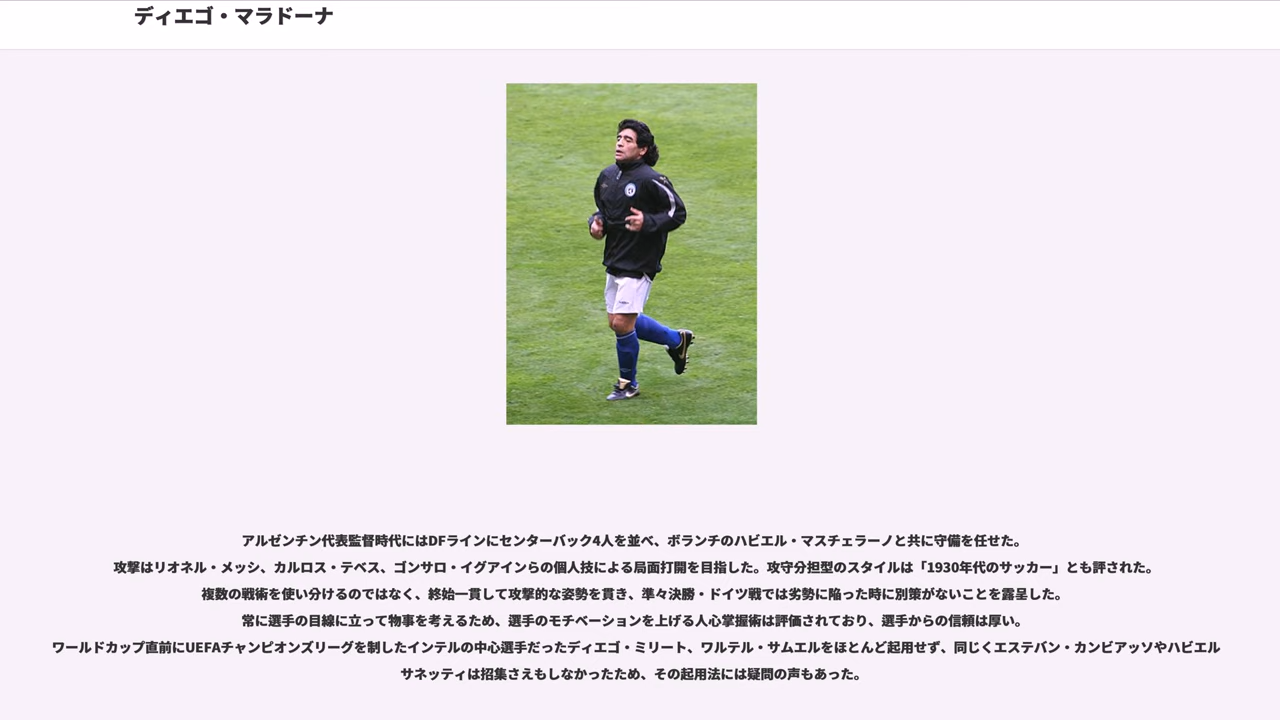 ディエゴ・マラドーナ
アルゼンチン代表監督時代にはDFラインにセンターバック4人を並べ、ボランチのハビエル・マスチェラーノと共に守備を任せた。
攻撃はリオネル・メッシ、カルロス・テベス、ゴンサロ・イグアインらの個人技による局面打開を目指した。攻守分担型のスタイルは「1930年代のサッカー」とも評された。
複数の戦術を使い分けるのではなく、終始一貫して攻撃的な姿勢を貫き、準々決勝・ドイツ戦では劣勢に陥った時に別策がないことを露呈した。
常に選手の目線に立って物事を考えるため、選手のモチベーションを上げる人心掌握術は評価されており、選手からの信頼は厚い。
ワールドカップ直前にUEFAチャンピオンズリーグを制したインテルの中心選手だったディエゴ・ミリート、ワルテル・サムエルをほとんど起用せず、同じくエステバン・カンビアッソやハビエル
サネッティは招集さえもしなかったため、その起用法には疑問の声もあった。